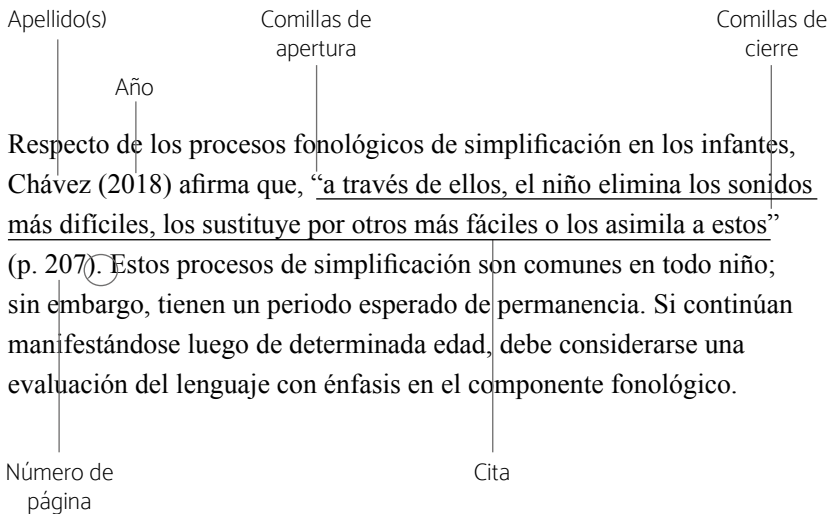 Apellido(s)
Comillas de
apertura
Comillas de
cierre
Año
Respecto de los procesos fonológicos de simplificación en los infantes,
Chávez (2018) afirma que, “a través de ellos, el niño elimina los sonidos
más difíciles, los sustituye por otros más fáciles o los asimila a estos”
(p. 207). Estos procesos de simplificación son comunes en todo niño;
sin embargo, tienen un periodo esperado de permanencia. Si continúan
manifestándose luego de determinada edad, debe considerarse una
evaluación del lenguaje con énfasis en el componente fonológico.
Número de
página
Cita